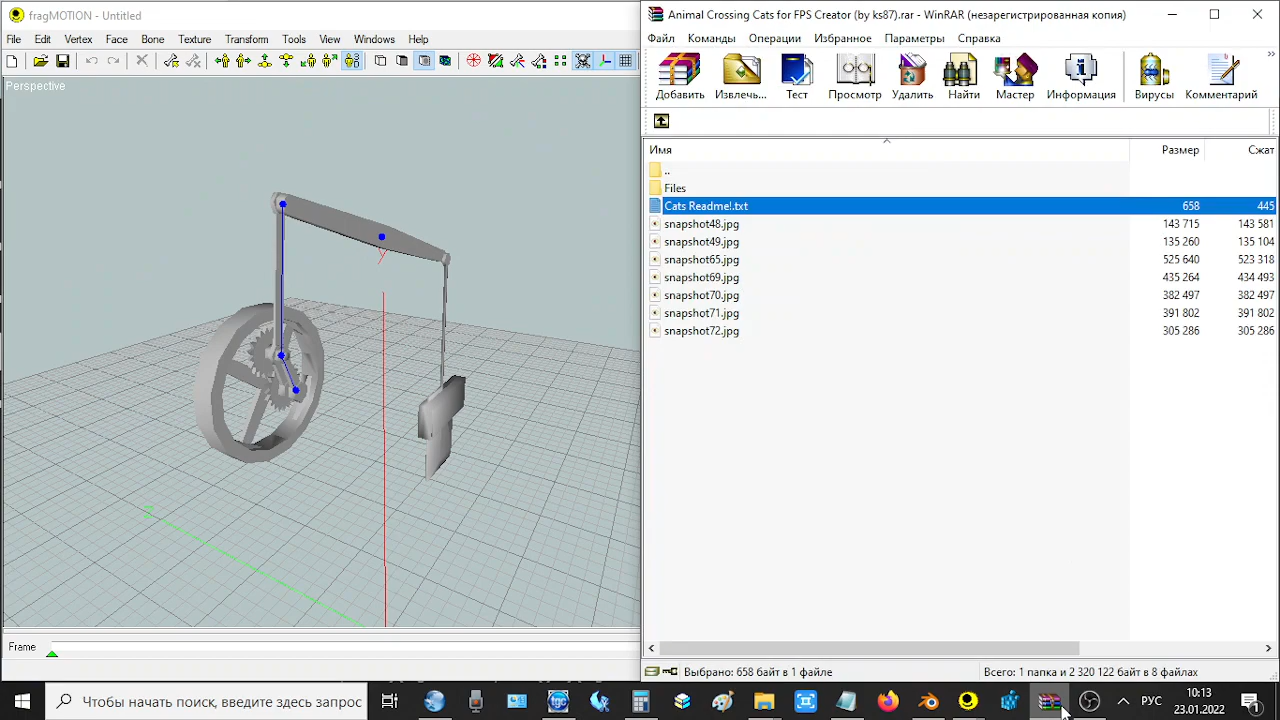 fragMOTION - Untitled
File Edit Vertex Face Bone Texture Transform Tools View Windows Help
Perspective
Frame
Animal Crossing Cats for FPS Creator (by ks87).rar - WinRAR (незарегистрированная копия)
Файл Команды Операции Избранное Параметры Справка
Добавить Извлечь... Тест Просмотр Удалить Найти Мастер Информация Вирусы Комментарий
Имя Размер Сжат
..
Files
Cats Readme!.txt 658 445
snapshot48.jpg 143 715 143 581
snapshot49.jpg 135 260 135 104
snapshot65.jpg 525 640 523 318
snapshot69.jpg 435 264 434 493
snapshot70.jpg 382 497 382 497
snapshot71.jpg 391 802 391 802
snapshot72.jpg 305 286 305 286
Выбрано: 658 байт в 1 файле Всего: 1 папка и 2 320 122 байт в 8 файлах
Чтобы начать поиск, введите здесь запрос
РУС
10:13
23.01.2022
1